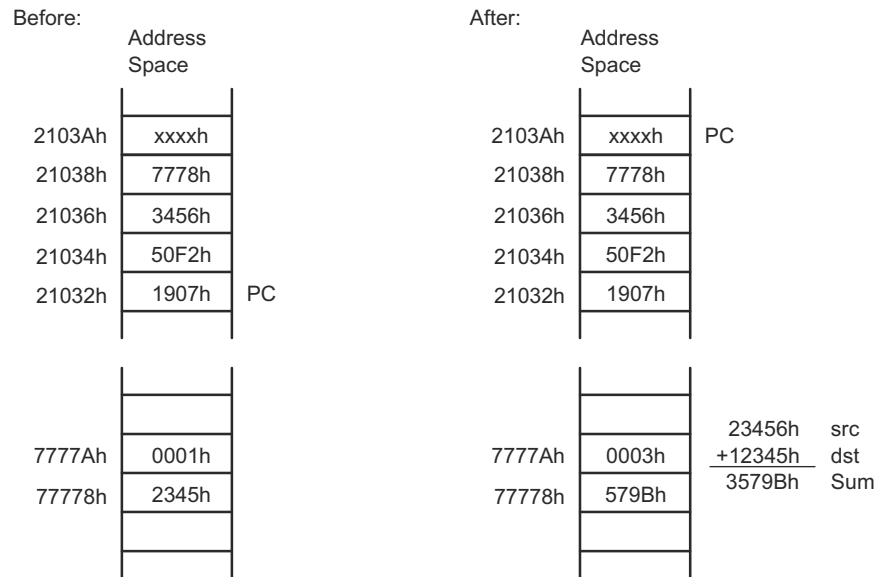 Before:
Address
Space
2103Ah xxxxh
21038h 7778h
21036h 3456h
21034h 50F2h
21032h 1907h PC
7777Ah 0001h
77778h 2345h
After:
Address
Space
2103Ah xxxxh PC
21038h 7778h
21036h 3456h
21034h 50F2h
21032h 1907h
23456h src
7777Ah 0003h +12345h dst
77778h 579Bh 3579Bh Sum